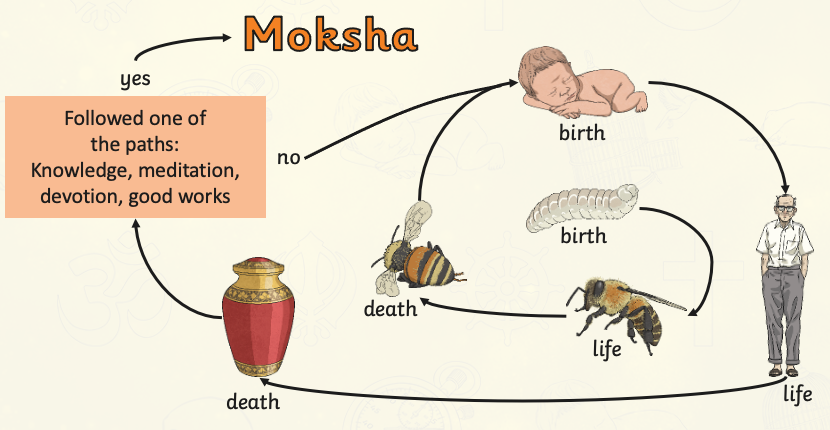 Moksha
yes
Followed one of
the paths:
Knowledge, meditation,
devotion, good works
no
birth
birth
death
life
death
life